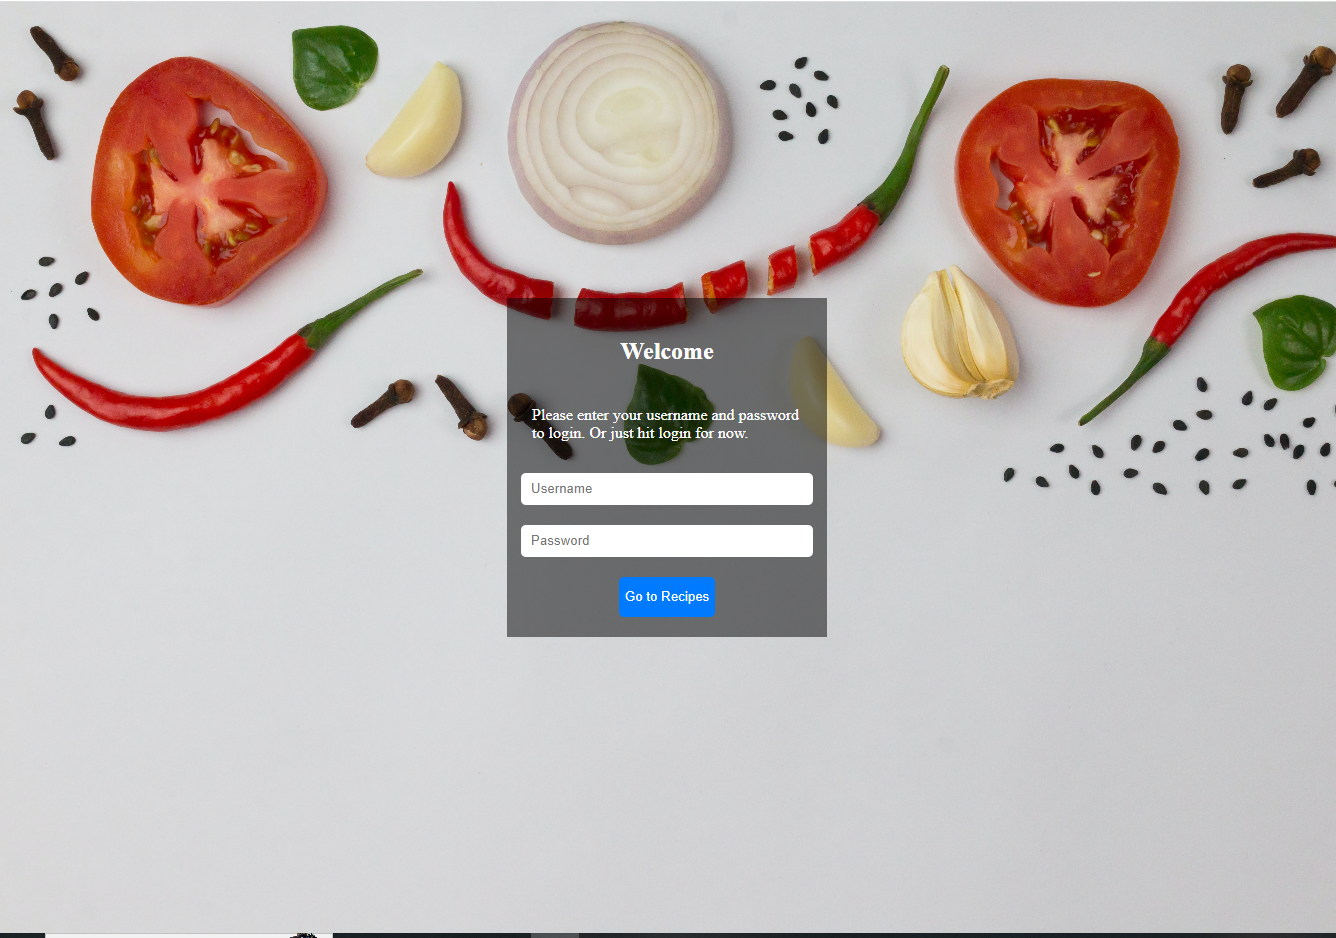 Welcome
Please enter your username and password
to login. Or just hit login for now.
Username
Password
Go to Recipes